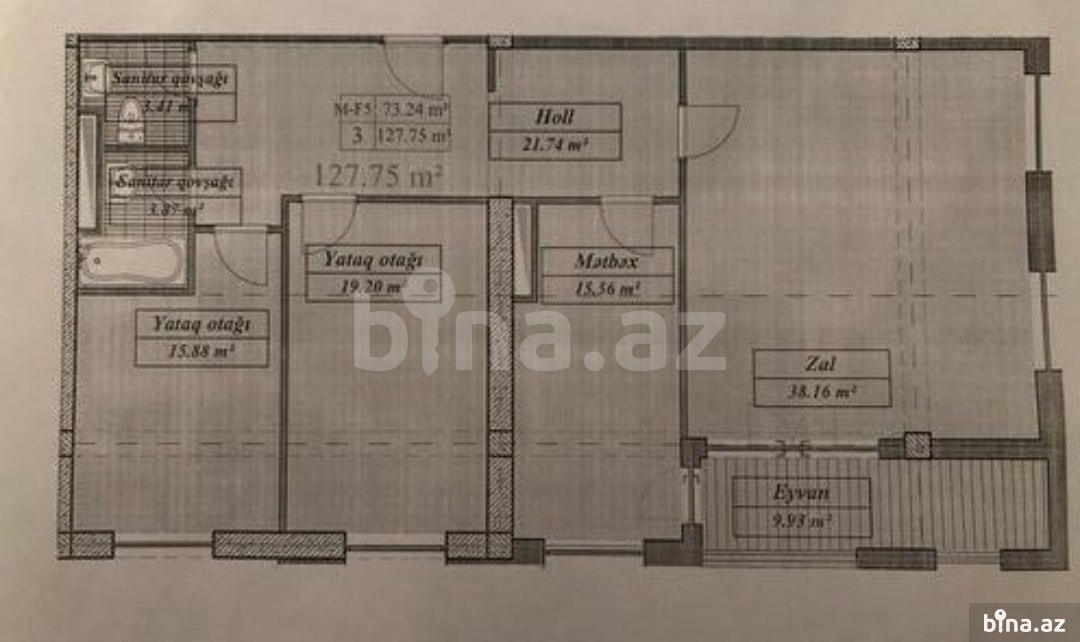 Sanitar qovşağı
3.41 m²
M-F5 73.24 m²
3 127.75 m²
127.75 m²
Holl
21.74 m²
Sanitar qovşağı
3.87 m²
Yataq otağı
19.20 m²
Mətbəx
15.56 m²
Yataq otağı
15.88 m²
bina.az
Zal
38.16 m²
Eyvan
9.93 m²
bina.az